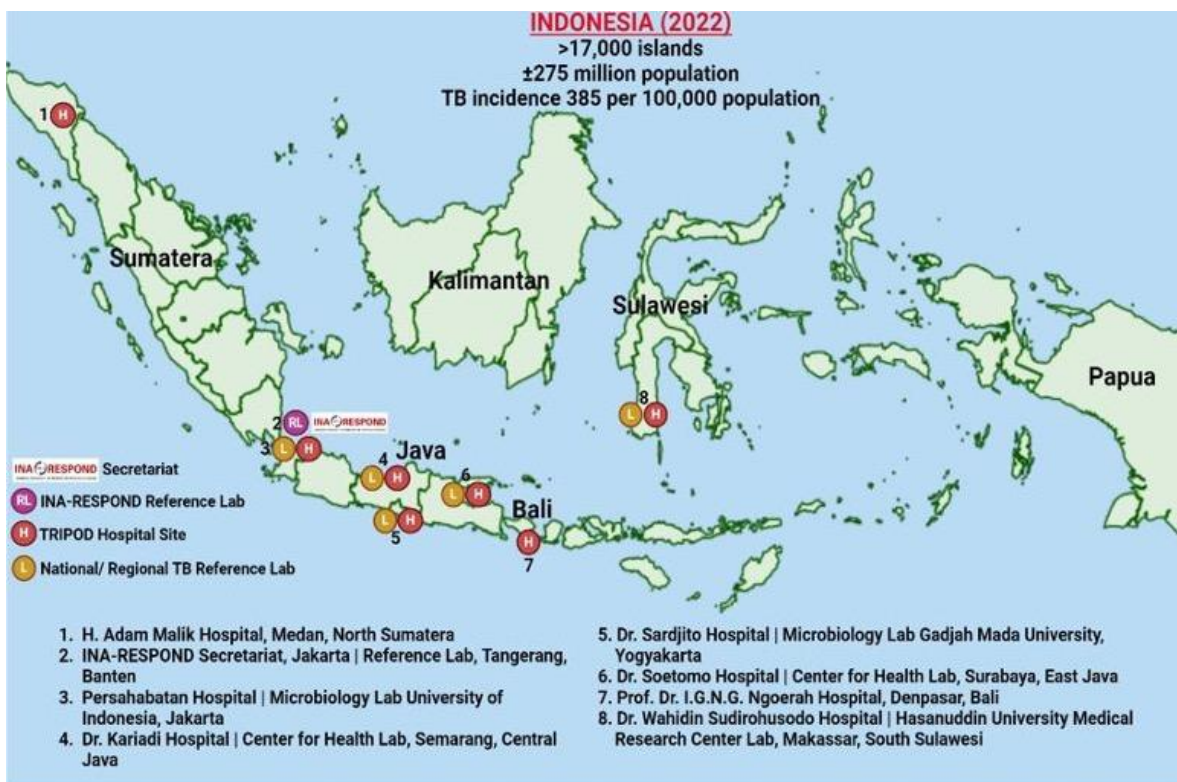 INDONESIA (2022)
>17,000 islands
±275 million population
TB incidence 385 per 100,000 population
1 H
Sumatera
Kalimantan
Sulawesi
Papua
8
L H
2 RL INA RESPOND
3 L H
Java
4
L H
6
L H
Bali
L H
5
H
7
INA RESPOND Secretariat
RL INA-RESPOND Reference Lab
H TRIPOD Hospital Site
L National/ Regional TB Reference Lab
1. H. Adam Malik Hospital, Medan, North Sumatera
2. INA-RESPOND Secretariat, Jakarta | Reference Lab, Tangerang,
Banten
3. Persahabatan Hospital | Microbiology Lab University of
Indonesia, Jakarta
4. Dr. Kariadi Hospital | Center for Health Lab, Semarang, Central
Java
5. Dr. Sardjito Hospital | Microbiology Lab Gadjah Mada University,
Yogyakarta
6. Dr. Soetomo Hospital | Center for Health Lab, Surabaya, East Java
7. Prof. Dr. I.G.N.G. Ngoerah Hospital, Denpasar, Bali
8. Dr. Wahidin Sudirohusodo Hospital | Hasanuddin University Medical
Research Center Lab, Makassar, South Sulawesi